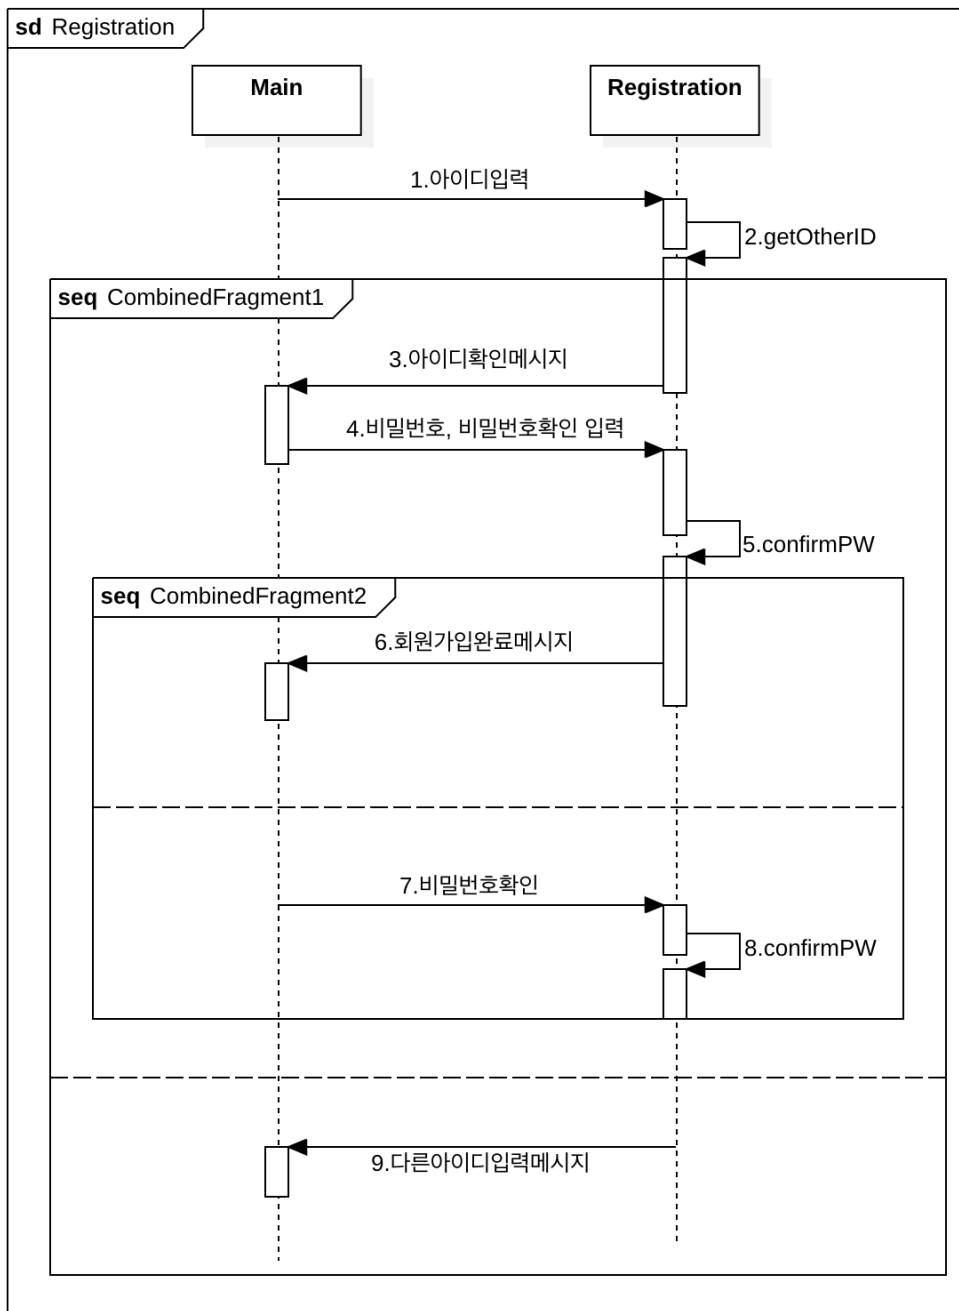 sd Registration
Main
Registration
1.아이디입력
2.getOtherID
seq CombinedFragment1
3.아이디확인메시지
4.비밀번호, 비밀번호확인 입력
5.confirmPW
seq CombinedFragment2
6.회원가입완료메시지
7.비밀번호확인
8.confirmPW
9.다른아이디입력메시지